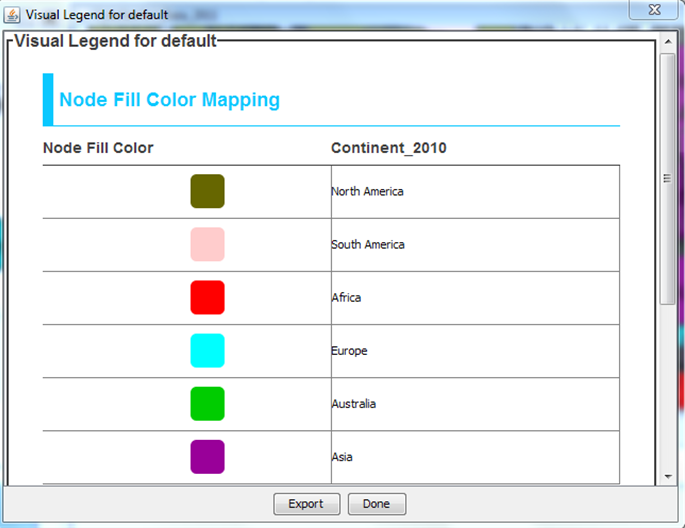 Visual Legend for default
Visual Legend for default
Node Fill Color Mapping
Node Fill Color Continent_2010
North America
South America
Africa
Europe
Australia
Asia
Export Done